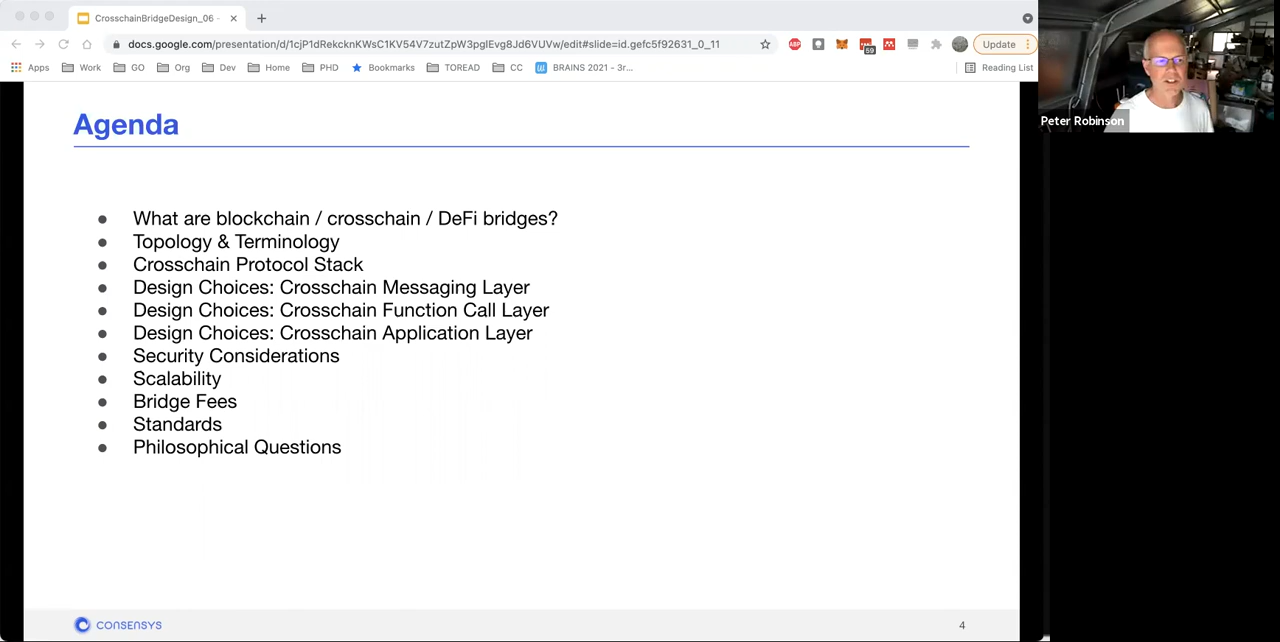 CrosschainBridgeDesign_06 -
docs.google.com/presentation/d/1cjP1dRekcknKWsC1KV54V7zutZpW3pglEvg8Jd6VUVw/edit#slide=id.gefc5f92631_0_11
ABP
59
Update
Apps
Work
GO
Org
Dev
Home
PHD
Bookmarks
TOREAD
CC
BRAINS 2021 - 3r...
Reading List
Peter Robinson
Agenda
What are blockchain / crosschain / DeFi bridges?
Topology & Terminology
Crosschain Protocol Stack
Design Choices: Crosschain Messaging Layer
Design Choices: Crosschain Function Call Layer
Design Choices: Crosschain Application Layer
Security Considerations
Scalability
Bridge Fees
Standards
Philosophical Questions
CONSENSYS
4